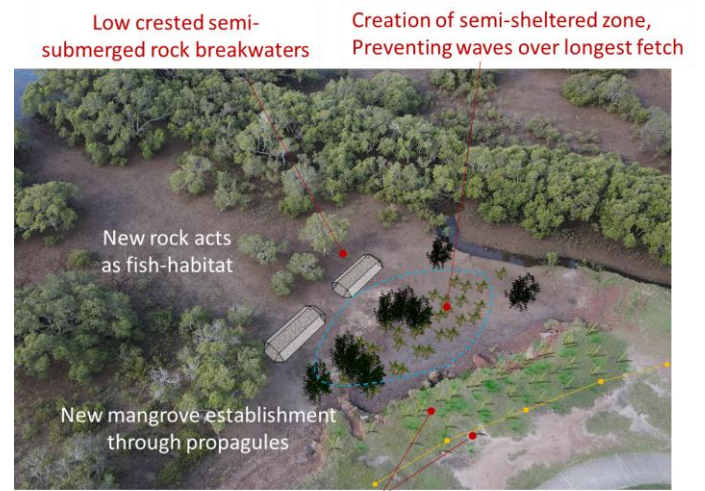 Low crested semi-
submerged rock breakwaters
Creation of semi-sheltered zone,
Preventing waves over longest fetch
New rock acts
as fish-habitat
New mangrove establishment
through propagules